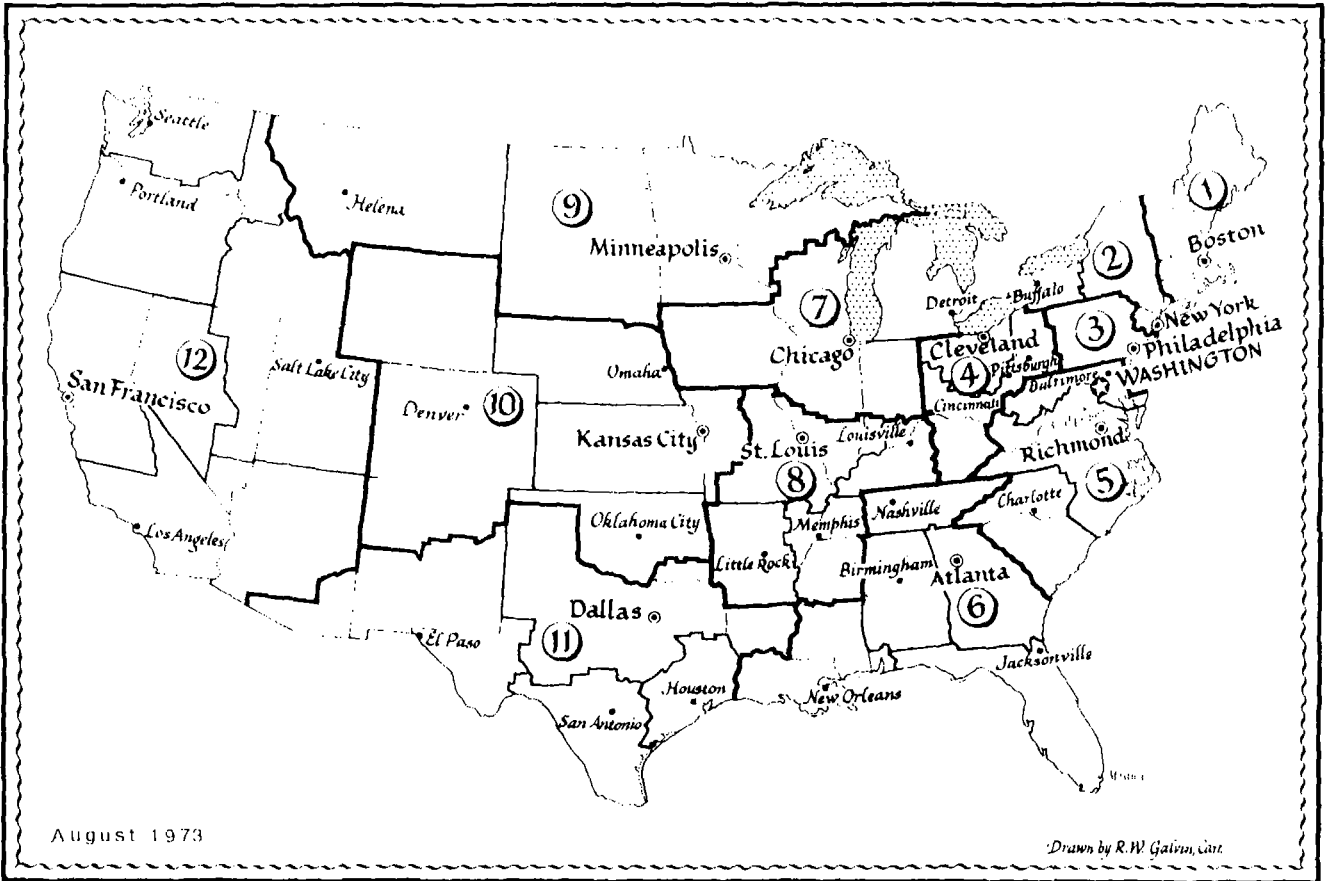 Seattle
Portland
Helena
9
Minneapolis
1
Boston
2
7
Detroit
Buffalo
3
New York
Philadelphia
WASHINGTON
Chicago
Cleveland
4
Pittsburgh
Baltimore
Cincinnati
12
Salt Lake City
San Francisco
Omaha
Denver
10
Kansas City
St. Louis
Louisville
8
Richmond
5
Los Angeles
Oklahoma City
Memphis
Nashville
Charlotte
Little Rock
Birmingham
Atlanta
6
Dallas
11
El Paso
Houston
San Antonio
New Orleans
Jacksonville
August 1973
Drawn by R.W. Galvin, Cart.